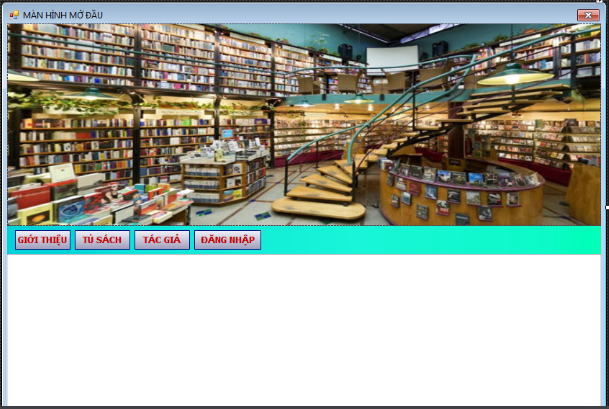 MÀN HÌNH MỞ ĐẦU
GIỚI THIỆU TỦ SÁCH TÁC GIẢ ĐĂNG NHẬP